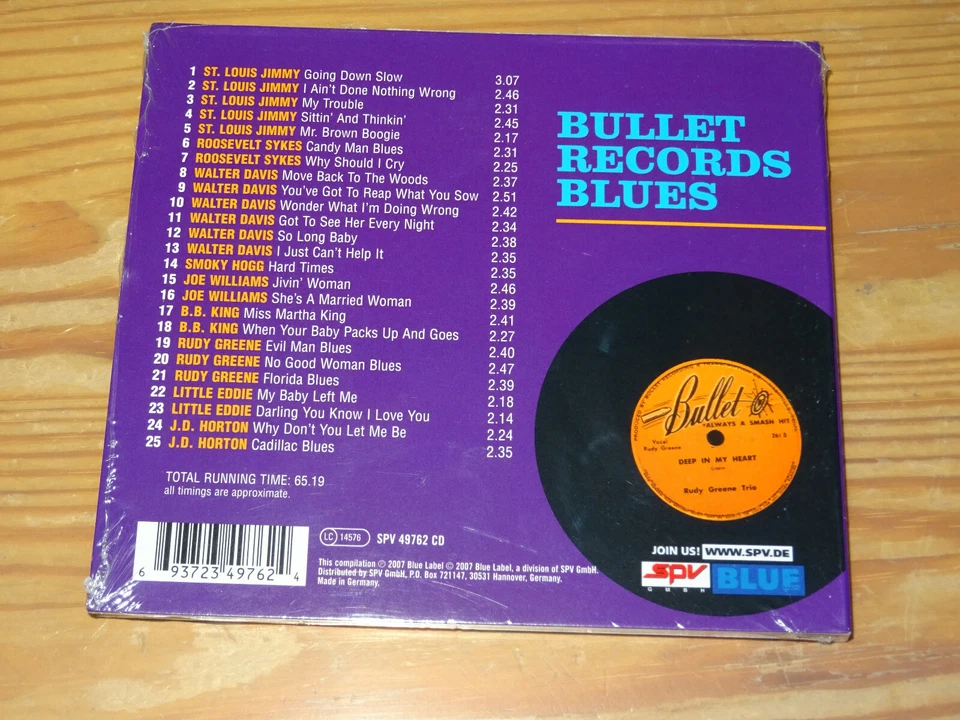 1 ST. LOUIS JIMMY Going Down Slow 3.07
2 ST. LOUIS JIMMY I Ain't Done Nothing Wrong 2.46
3 ST. LOUIS JIMMY My Trouble 2.31
4 ST. LOUIS JIMMY Sittin' And Thinkin' 2.45
5 ST. LOUIS JIMMY Mr. Brown Boogie 2.17
6 ROOSEVELT SYKES Candy Man Blues 2.31
7 ROOSEVELT SYKES Why Should I Cry 2.25
8 WALTER DAVIS Move Back To The Woods 2.37
9 WALTER DAVIS You've Got To Reap What You Sow 2.51
10 WALTER DAVIS Wonder What I'm Doing Wrong 2.42
11 WALTER DAVIS Got To See Her Every Night 2.34
12 WALTER DAVIS So Long Baby 2.38
13 WALTER DAVIS I Just Can't Help It 2.35
14 SMOKY HOGG Hard Times 2.35
15 JOE WILLIAMS Jivin' Woman 2.46
16 JOE WILLIAMS She's A Married Woman 2.39
17 B.B. KING Miss Martha King 2.41
18 B.B. KING When Your Baby Packs Up And Goes 2.27
19 RUDY GREENE Evil Man Blues 2.40
20 RUDY GREENE No Good Woman Blues 2.47
21 RUDY GREENE Florida Blues 2.39
22 LITTLE EDDIE My Baby Left Me 2.18
23 LITTLE EDDIE Darling You Know I Love You 2.14
24 J.D. HORTON Why Don't You Let Me Be 2.24
25 J.D. HORTON Cadillac Blues 2.35
TOTAL RUNNING TIME: 65.19
all timings are approximate.
LC 14576 SPV 49762 CD
This compilation ℗ 2007 Blue Label © 2007 Blue Label, a division of SPV GmbH.
Distributed by SPV GmbH, P.O. Box 721147, 30531 Hannover, Germany.
Made in Germany.
6 93723 49762 4
BULLET
RECORDS
BLUES
Bullet
"ALWAYS A SMASH HIT
Vocal
Rudy Greene
DEEP IN MY HEART
Rudy Greene Trio
JOIN US! WWW.SPV.DE
SPV BLUE
GMBH